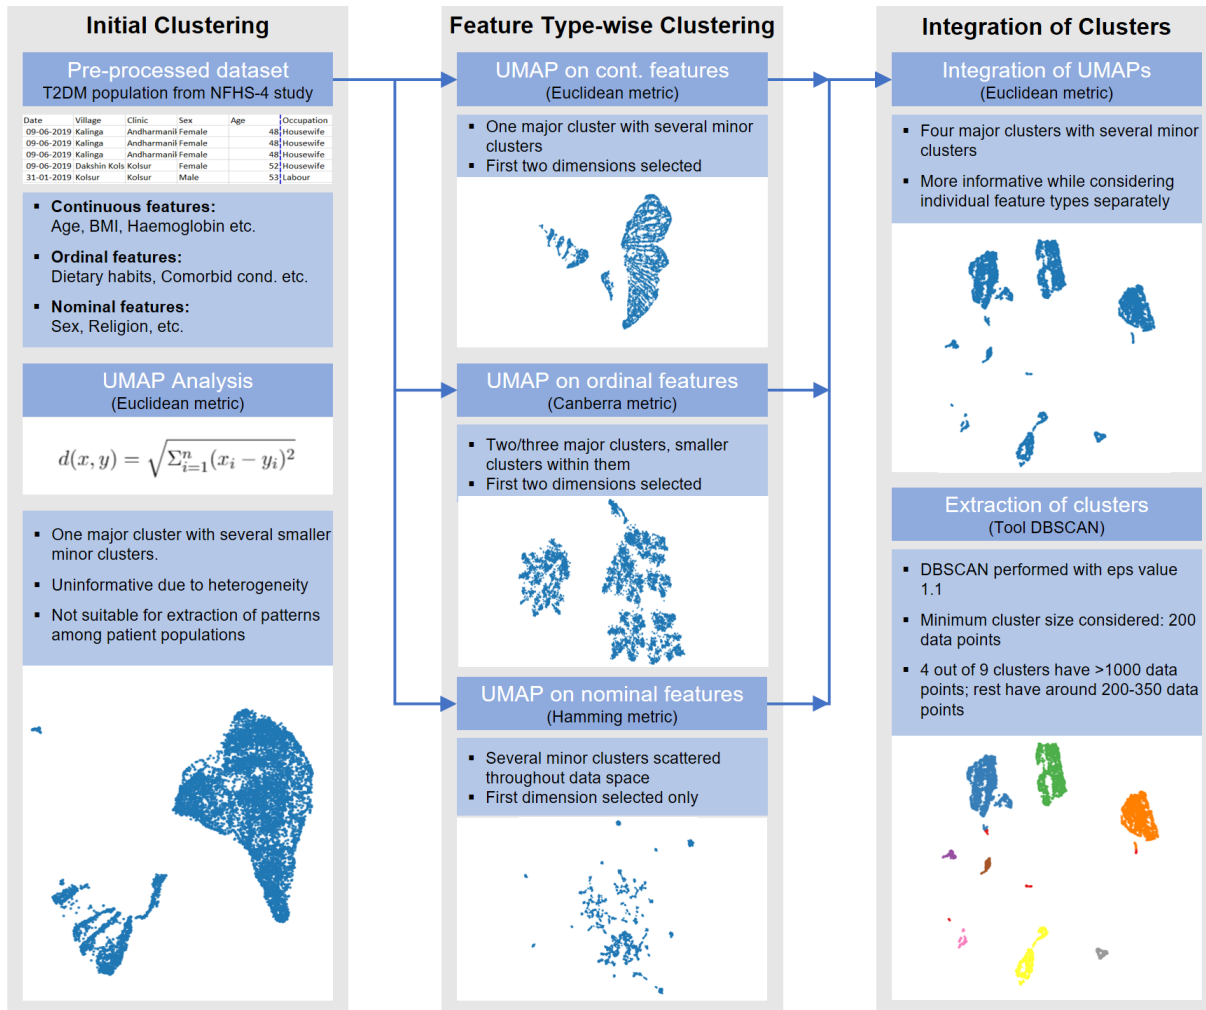 Initial Clustering
Pre-processed dataset
T2DM population from NFHS-4 study
Date Village Clinic Sex Age Occupation
09-06-2019 Kalinga Andharmanik Female 48 Housewife
09-06-2019 Kalinga Andharmanik Female 48 Housewife
09-06-2019 Kalinga Andharmanik Female 48 Housewife
09-06-2019 Dakshin Kols Kolsur Female 52 Housewife
31-01-2019 Kolsur Kolsur Male 53 Labour
▪ Continuous features:
Age, BMI, Haemoglobin etc.
▪ Ordinal features:
Dietary habits, Comorbid cond. etc.
▪ Nominal features:
Sex, Religion, etc.
UMAP Analysis
(Euclidean metric)
d(x, y) = √Σⁿᵢ₌₁(xᵢ − yᵢ)²
▪ One major cluster with several smaller
minor clusters.
▪ Uninformative due to heterogeneity
▪ Not suitable for extraction of patterns
among patient populations
Feature Type-wise Clustering
UMAP on cont. features
(Euclidean metric)
▪ One major cluster with several minor
clusters
▪ First two dimensions selected
UMAP on ordinal features
(Canberra metric)
▪ Two/three major clusters, smaller
clusters within them
▪ First two dimensions selected
UMAP on nominal features
(Hamming metric)
▪ Several minor clusters scattered
throughout data space
▪ First dimension selected only
Integration of Clusters
Integration of UMAPs
(Euclidean metric)
▪ Four major clusters with several minor
clusters
▪ More informative while considering
individual feature types separately
Extraction of clusters
(Tool DBSCAN)
▪ DBSCAN performed with eps value
1.1
▪ Minimum cluster size considered: 200
data points
▪ 4 out of 9 clusters have >1000 data
points; rest have around 200-350 data
points